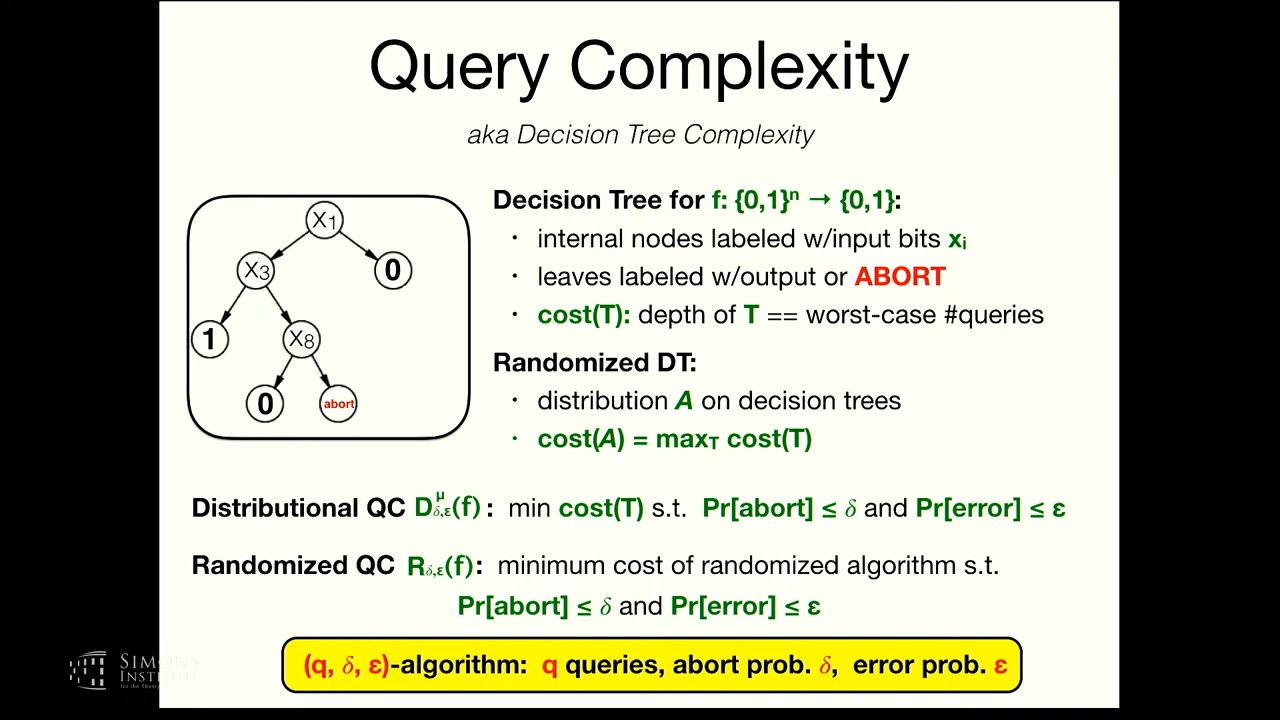 Query Complexity
aka Decision Tree Complexity
X₁
X₃
0
1
X₈
0
abort
Decision Tree for f: {0,1}ⁿ → {0,1}:
· internal nodes labeled w/input bits xᵢ
· leaves labeled w/output or ABORT
· cost(T): depth of T == worst-case #queries
Randomized DT:
· distribution A on decision trees
· cost(A) = max_T cost(T)
Distributional QC D^μ_δ,ε(f): min cost(T) s.t. Pr[abort] ≤ δ and Pr[error] ≤ ε
Randomized QC R_δ,ε(f): minimum cost of randomized algorithm s.t.
Pr[abort] ≤ δ and Pr[error] ≤ ε
(q, δ, ε)-algorithm: q queries, abort prob. δ, error prob. ε
SIMONS
INSTITUTE